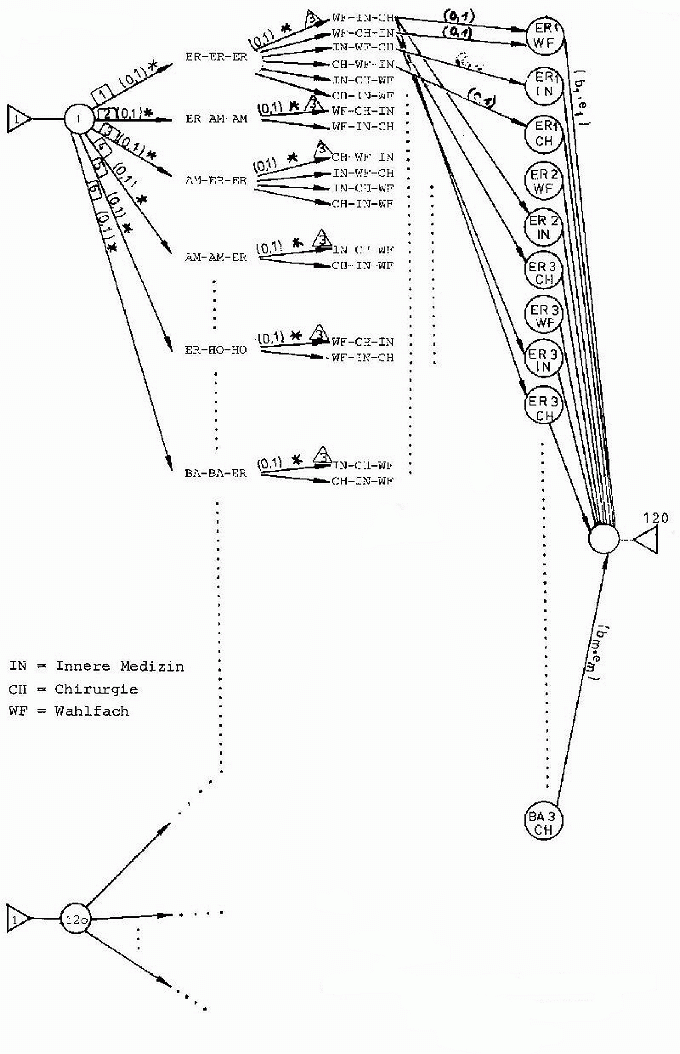 WF-IN-CH
WF-CH-IN
IN-WF-CH
CH-WF-IN
IN-CH-WF
CH-IN-WF
(0,1)
(0,1)
(0,1)
(0,1) *
3
ER-ER-ER
1
(0,1) *
1
1
2
(0,1) *
3
(0,1) *
4
(0,1) *
5
(0,1) *
6
(0,1) *
ER-AM-AM
(0,1) *
3
WF-CH-IN
WF-IN-CH
AM-ER-ER
(0,1) *
3
CH-WF-IN
IN-WF-CH
IN-CH-WF
CH-IN-WF
AM-AM-ER
(0,1) *
3
IN-CH-WF
CH-IN-WF
ER-HO-HO
(0,1) *
3
WF-CH-IN
WF-IN-CH
BA-BA-ER
(0,1) *
3
IN-CH-WF
CH-IN-WF
ER1
WF
ER1
IN
ER1
CH
ER2
WF
ER2
IN
ER3
CH
ER3
WF
ER3
IN
ER3
CH
(b1,e1)
120
(bm,em)
BA3
CH
IN = Innere Medizin
CH = Chirurgie
WF = Wahlfach
1
120